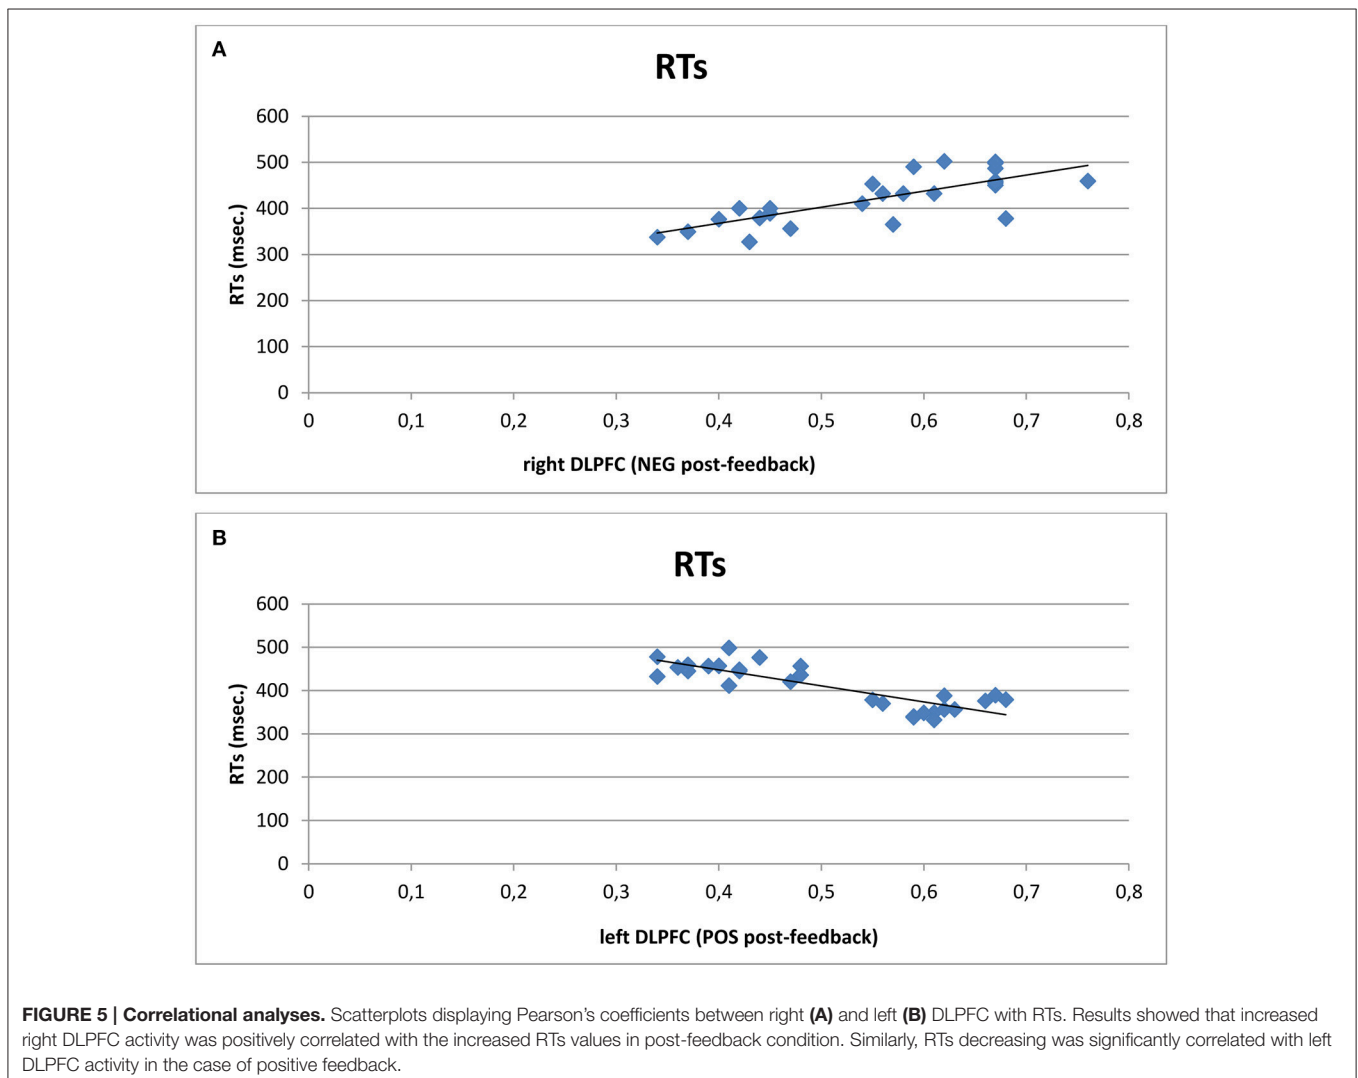 A
RTs
600
500
400
300
200
100
0
RTs (msec.)
0 0,1 0,2 0,3 0,4 0,5 0,6 0,7 0,8
right DLPFC (NEG post-feedback)
B
RTs
600
500
400
300
200
100
0
RTs (msec.)
0 0,1 0,2 0,3 0,4 0,5 0,6 0,7 0,8
left DLPFC (POS post-feedback)
FIGURE 5 | Correlational analyses. Scatterplots displaying Pearson's coefficients between right (A) and left (B) DLPFC with RTs. Results showed that increased
right DLPFC activity was positively correlated with the increased RTs values in post-feedback condition. Similarly, RTs decreasing was significantly correlated with left
DLPFC activity in the case of positive feedback.